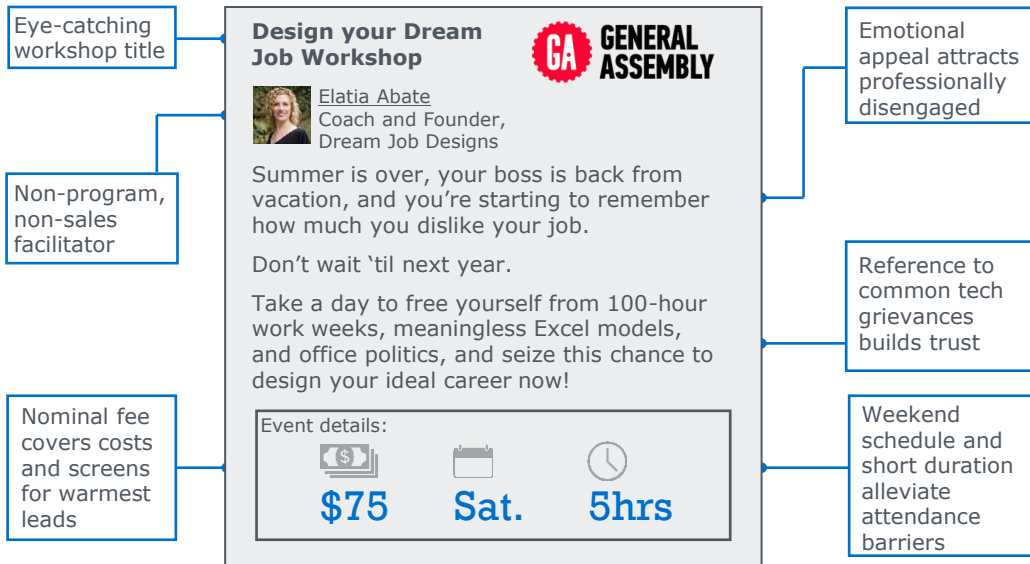 Eye-catching
workshop title
Non-program,
non-sales
facilitator
Nominal fee
covers costs
and screens
for warmest
leads
Design your Dream
Job Workshop
GA GENERAL
ASSEMBLY
Elatia Abate
Coach and Founder,
Dream Job Designs
Summer is over, your boss is back from
vacation, and you’re starting to remember
how much you dislike your job.
Don’t wait ‘til next year.
Take a day to free yourself from 100-hour
work weeks, meaningless Excel models,
and office politics, and seize this chance to
design your ideal career now!
Event details:
$
$75 Sat. 5hrs
Emotional
appeal attracts
professionally
disengaged
Reference to
common tech
grievances
builds trust
Weekend
schedule and
short duration
alleviate
attendance
barriers